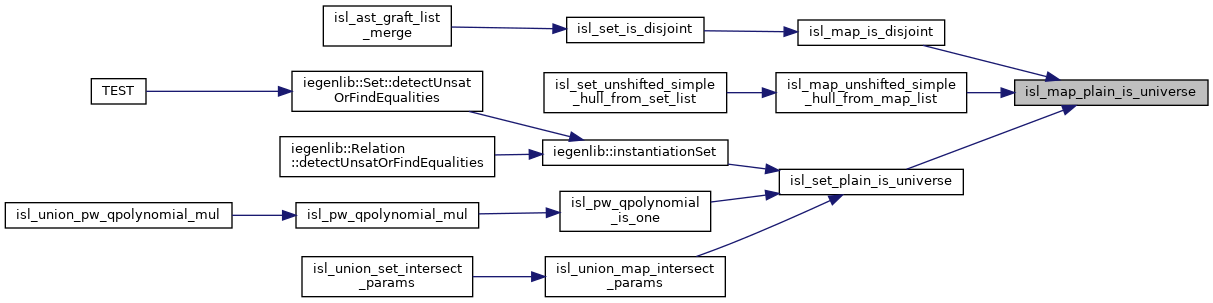 isl_ast_graft_list
_merge
isl_set_is_disjoint
isl_map_is_disjoint
TEST
iegenlib::Set::detectUnsat
OrFindEqualities
isl_set_unshifted_simple
_hull_from_set_list
isl_map_unshifted_simple
_hull_from_map_list
isl_map_plain_is_universe
iegenlib::Relation
::detectUnsatOrFindEqualities
iegenlib::instantiationSet
isl_set_plain_is_universe
isl_union_pw_qpolynomial_mul
isl_pw_qpolynomial_mul
isl_pw_qpolynomial
_is_one
isl_union_set_intersect
_params
isl_union_map_intersect
_params